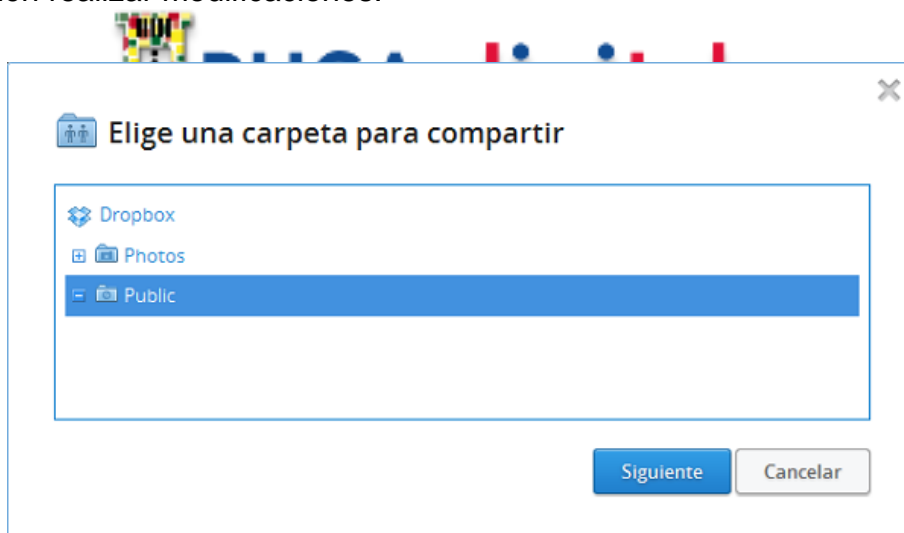 Elige una carpeta para compartir
Dropbox
Photos
Public
Siguiente
Cancelar